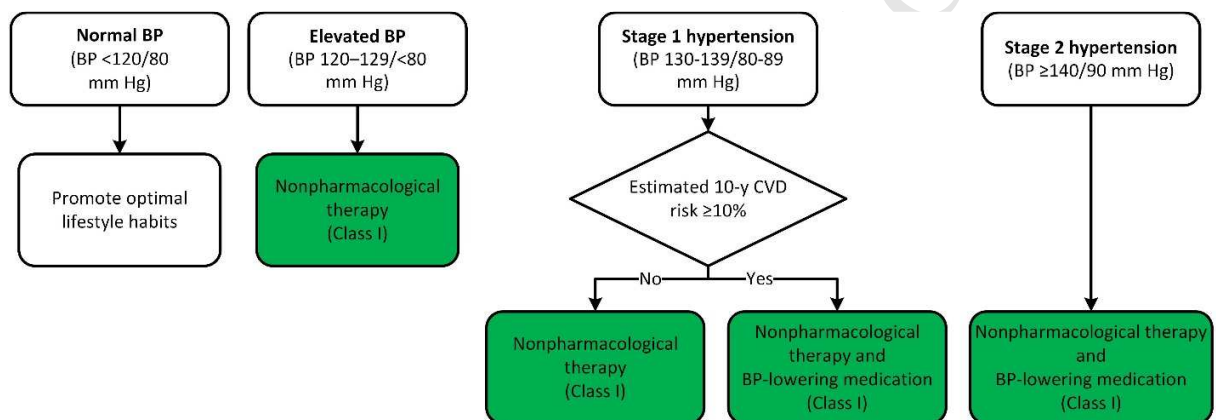 Normal BP
(BP <120/80
mm Hg)
Promote optimal
lifestyle habits
Elevated BP
(BP 120–129/<80
mm Hg)
Nonpharmacological
therapy
(Class I)
Stage 1 hypertension
(BP 130-139/80-89
mm Hg)
Estimated 10-y CVD
risk ≥10%
No
Yes
Nonpharmacological
therapy
(Class I)
Nonpharmacological
therapy and
BP-lowering medication
(Class I)
Stage 2 hypertension
(BP ≥140/90 mm Hg)
Nonpharmacological therapy
and
BP-lowering medication
(Class I)